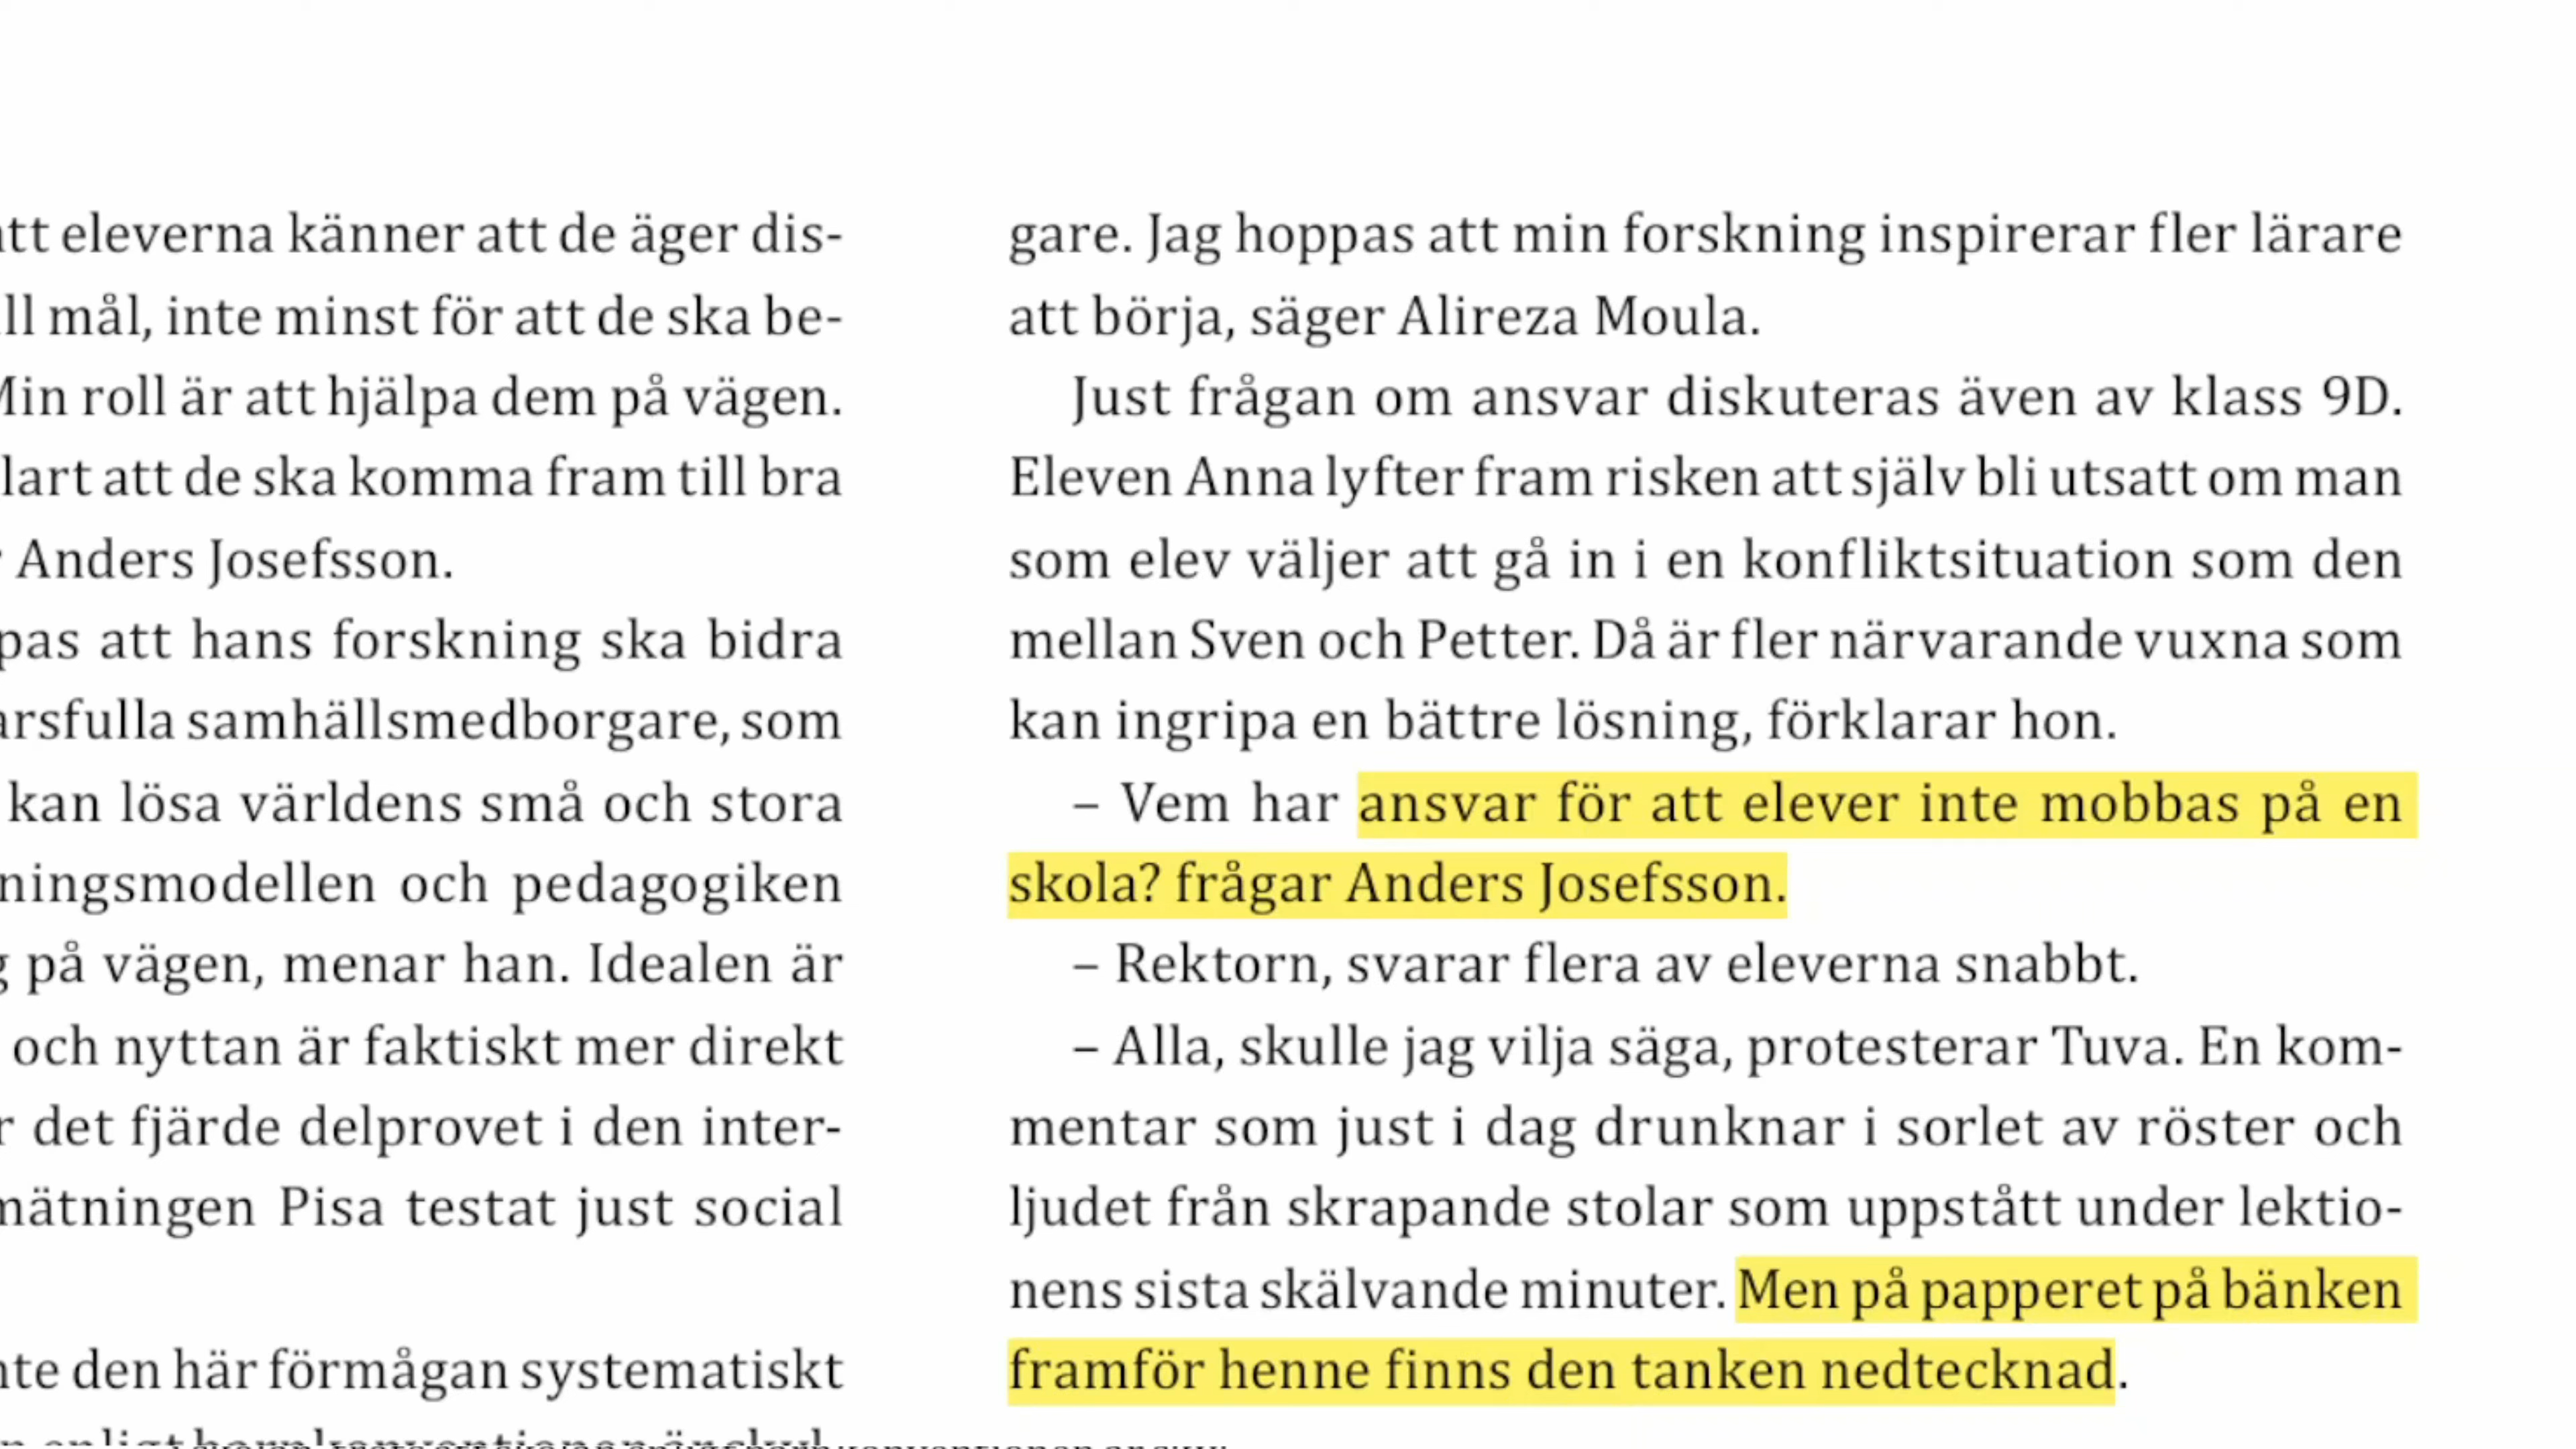 att eleverna känner att de äger dis-
mål, inte minst för att de ska be-
Min roll är att hjälpa dem på vägen.
att de ska komma fram till bra
Anders Josefsson.
att hans forskning ska bidra
samhällsmedborgare, som
kan lösa världens små och stora
och pedagogiken
på vägen, menar han. Idealen är
och nyttan är faktiskt mer direkt
det fjärde delprovet i den inter-
Pisa testat just social
den här förmågan systematiskt
gare. Jag hoppas att min forskning inspirerar fler lärare
att börja, säger Alireza Moula.
Just frågan om ansvar diskuteras även av klass 9D.
Eleven Anna lyfter fram risken att själv bli utsatt om man
som elev väljer att gå in i en konfliktsituation som den
mellan Sven och Petter. Då är fler närvarande vuxna som
kan ingripa en bättre lösning, förklarar hon.
– Vem har ansvar för att elever inte mobbas på en
skola? frågar Anders Josefsson.
– Rektorn, svarar flera av eleverna snabbt.
– Alla, skulle jag vilja säga, protesterar Tuva. En kom-
mentar som just i dag drunknar i sorlet av röster och
ljudet från skrapande stolar som uppstått under lektio-
nens sista skälvande minuter. Men på papperet på bänken
framför henne finns den tanken nedtecknad.